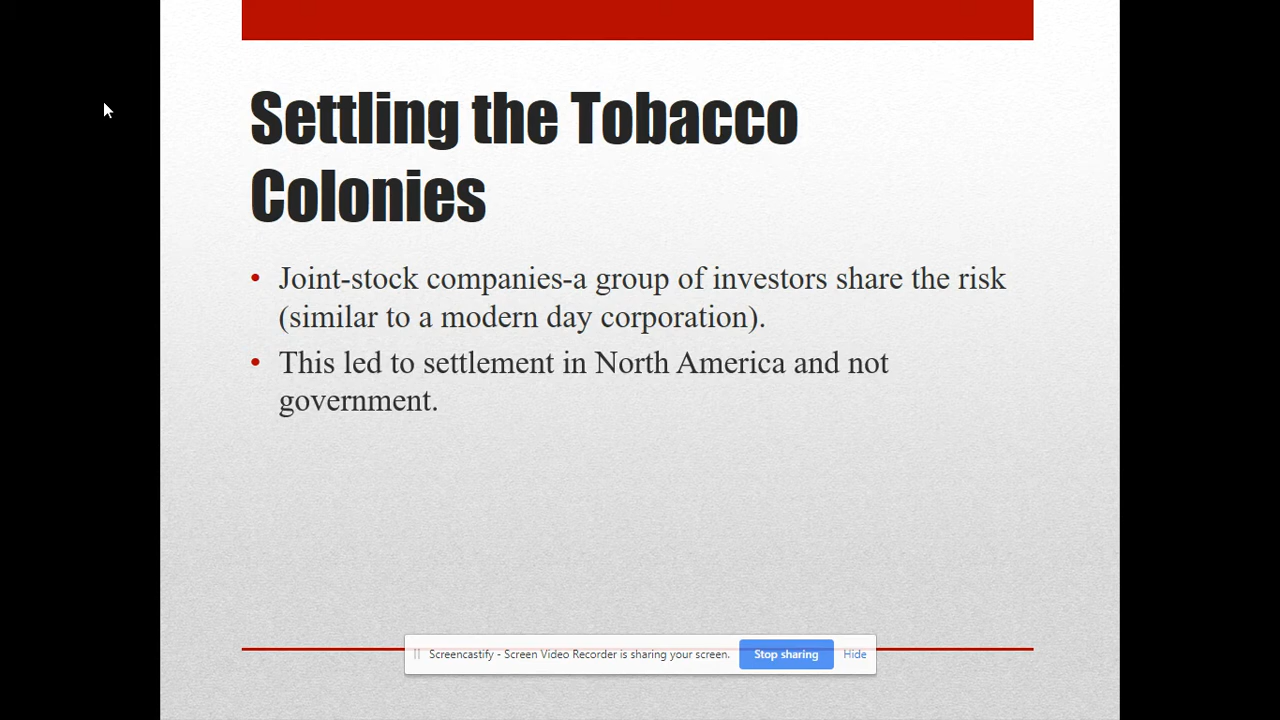 Settling the Tobacco
Colonies
• Joint-stock companies-a group of investors share the risk
(similar to a modern day corporation).
• This led to settlement in North America and not
government.
Screencastify - Screen Video Recorder is sharing your screen. Stop sharing Hide